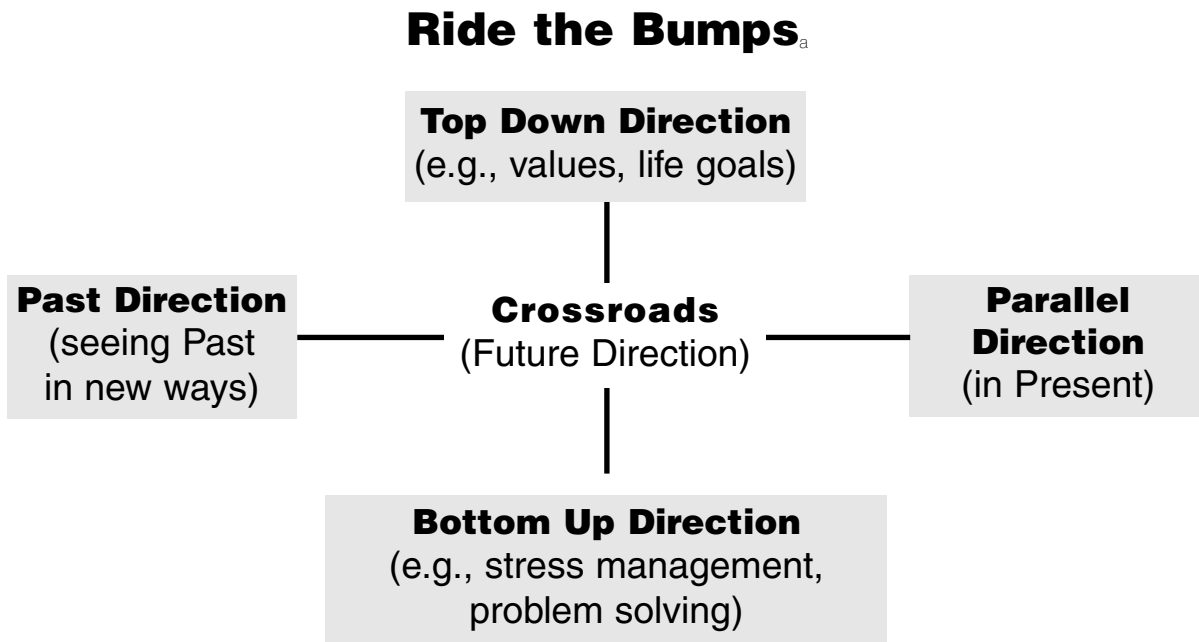 Ride the Bumps a
Top Down Direction
(e.g., values, life goals)
Past Direction
(seeing Past
in new ways)
Crossroads
(Future Direction)
Parallel
Direction
(in Present)
Bottom Up Direction
(e.g., stress management,
problem solving)